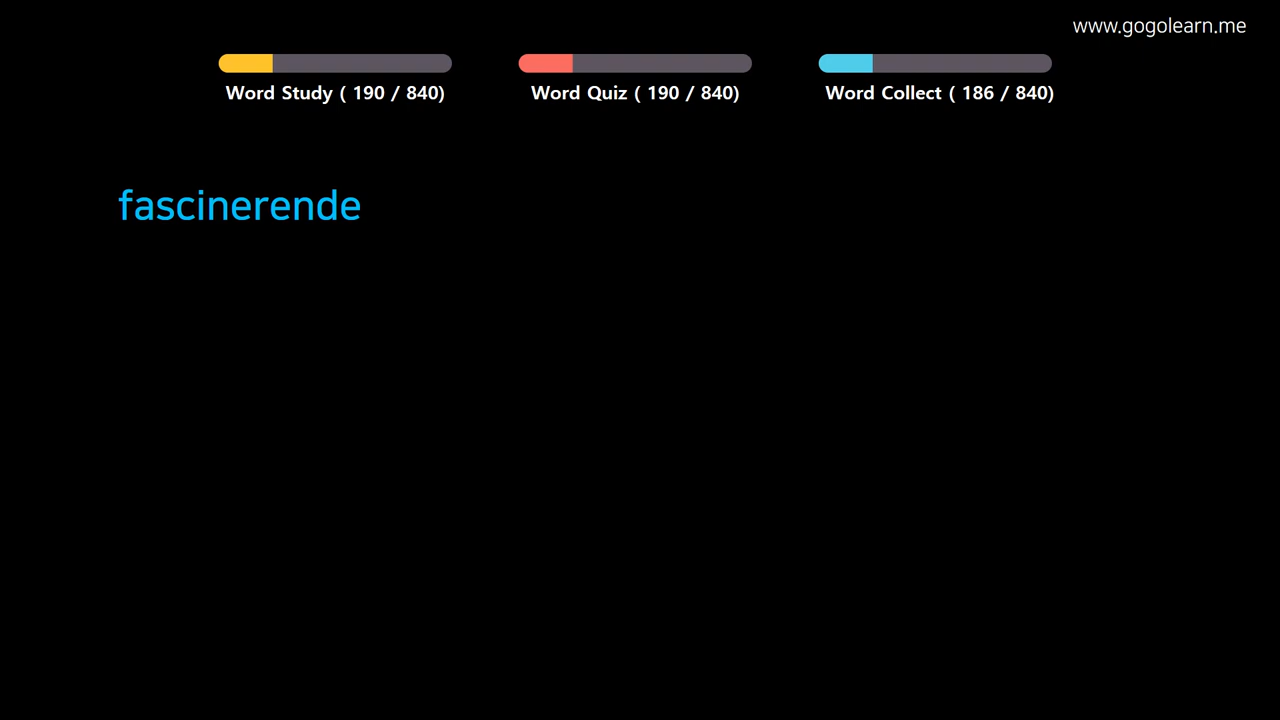 www.gogolearn.me
Word Study ( 190 / 840)
Word Quiz ( 190 / 840)
Word Collect ( 186 / 840)
fascinerende